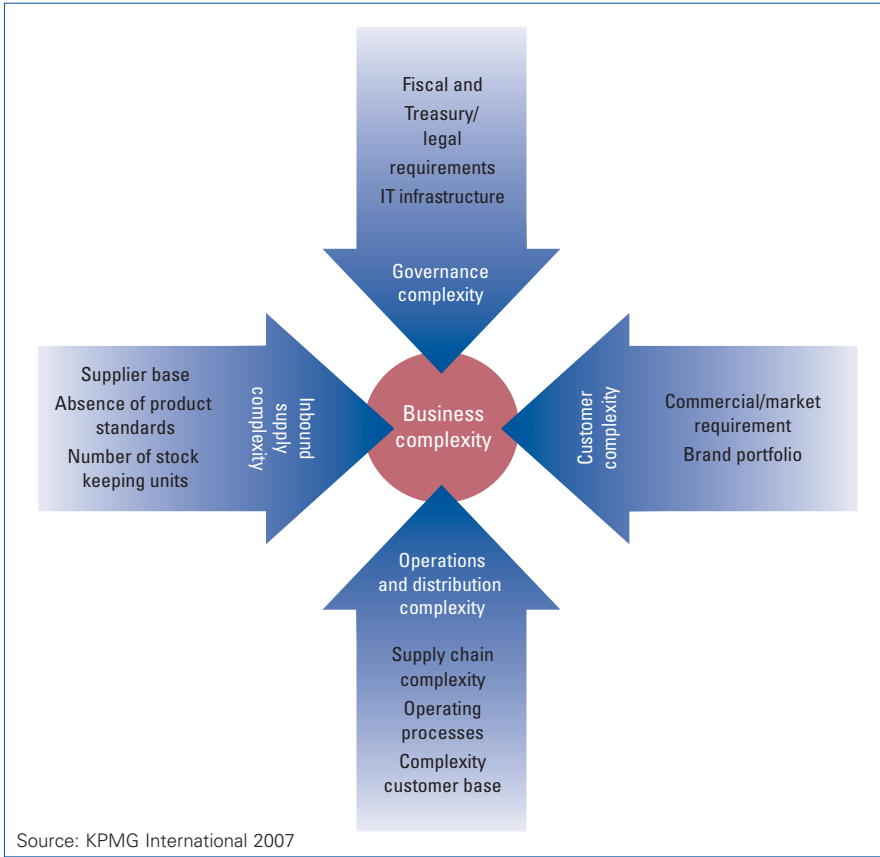 Fiscal and
Treasury/
legal
requirements
IT infrastructure
Governance
complexity
Supplier base
Absence of product
standards
Number of stock
keeping units
Inbound
supply
complexity
Business
complexity
Customer
complexity
Commercial/market
requirement
Brand portfolio
Operations
and distribution
complexity
Supply chain
complexity
Operating
processes
Complexity
customer base
Source: KPMG International 2007